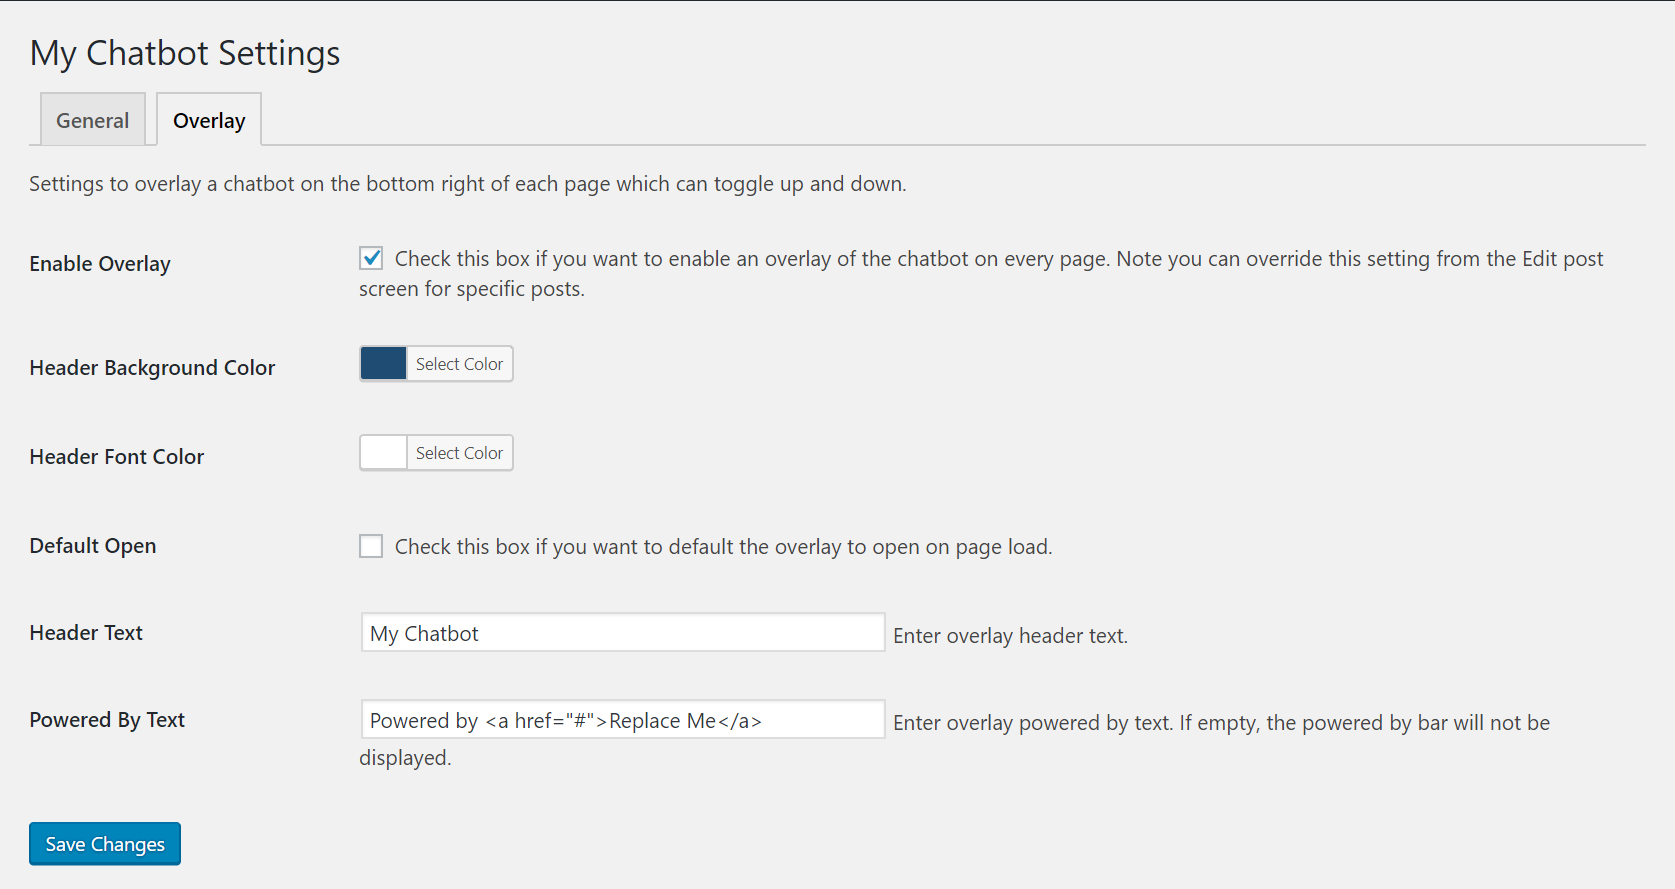 My Chatbot Settings
General Overlay
Settings to overlay a chatbot on the bottom right of each page which can toggle up and down.
Enable Overlay Check this box if you want to enable an overlay of the chatbot on every page. Note you can override this setting from the Edit post
screen for specific posts.
Header Background Color Select Color
Header Font Color Select Color
Default Open Check this box if you want to default the overlay to open on page load.
Header Text My Chatbot Enter overlay header text.
Powered By Text Powered by <a href="#">Replace Me</a> Enter overlay powered by text. If empty, the powered by bar will not be
displayed.
Save Changes